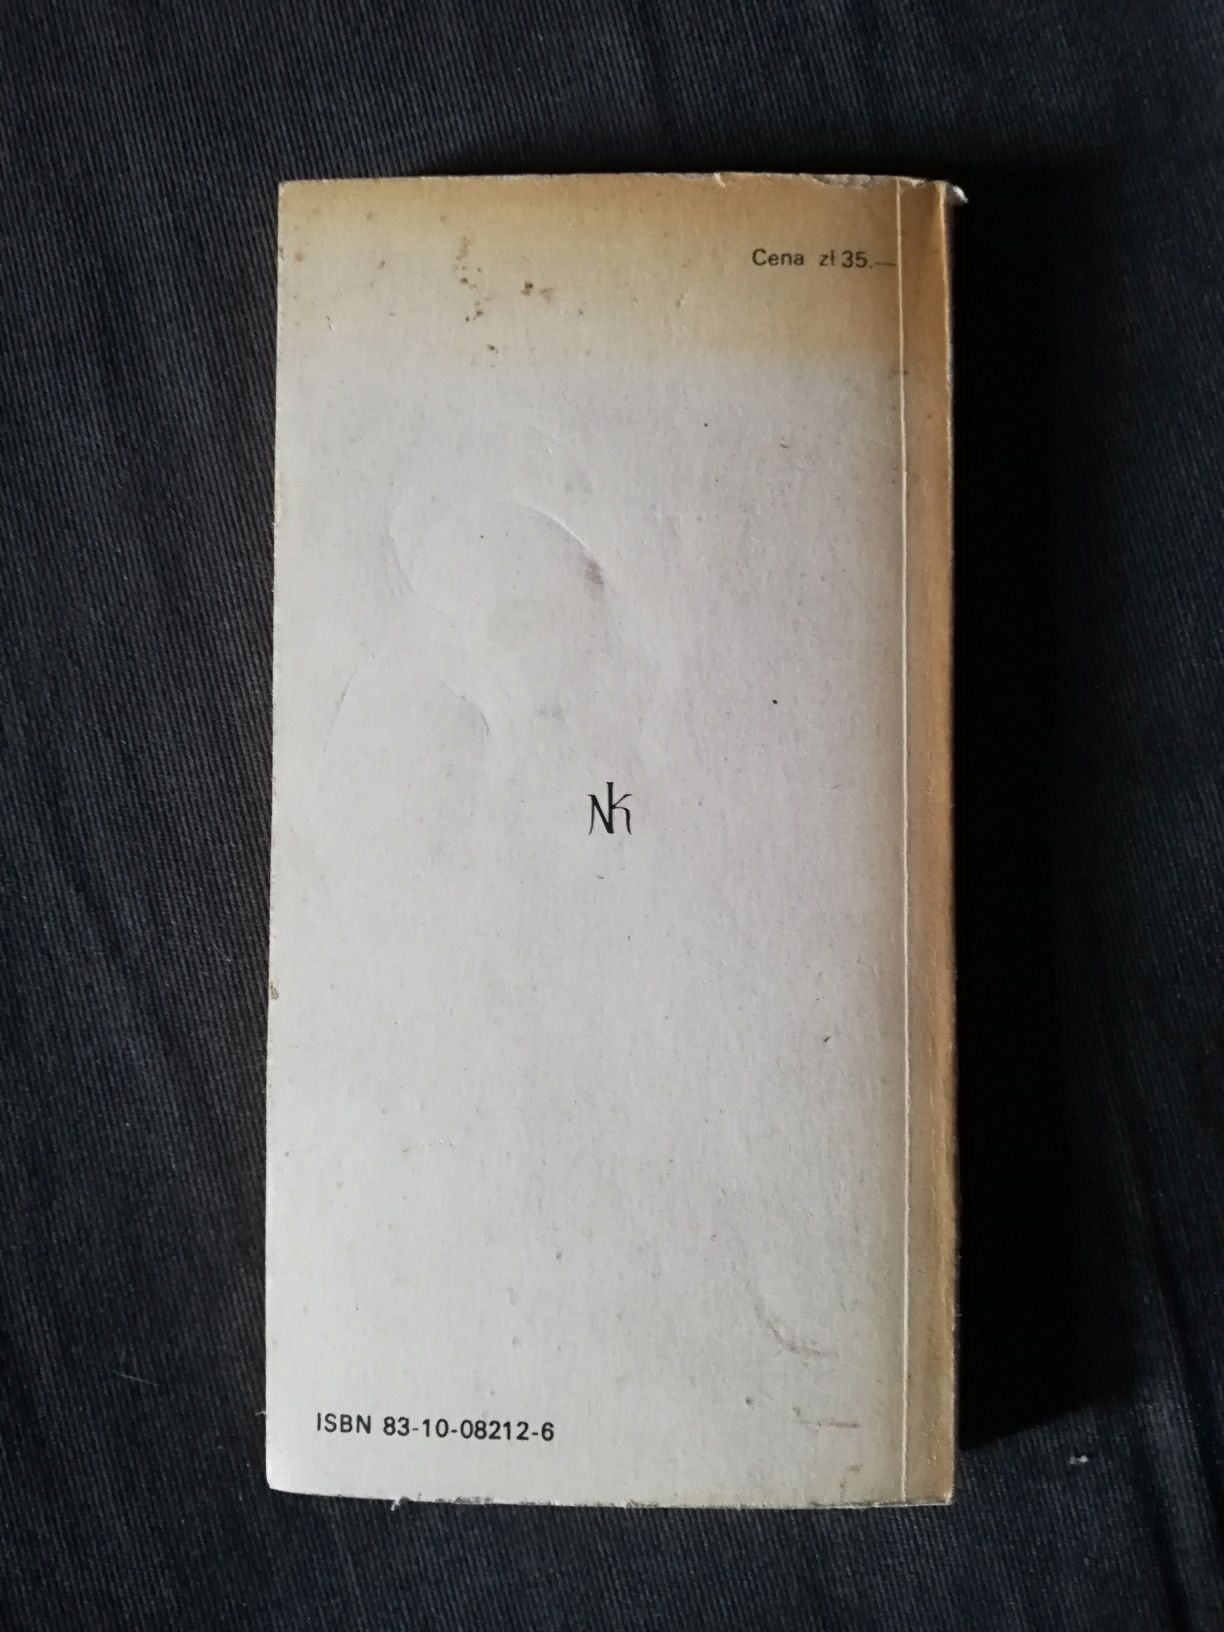 Cena zł 35.—
NK
ISBN 83-10-08212-6